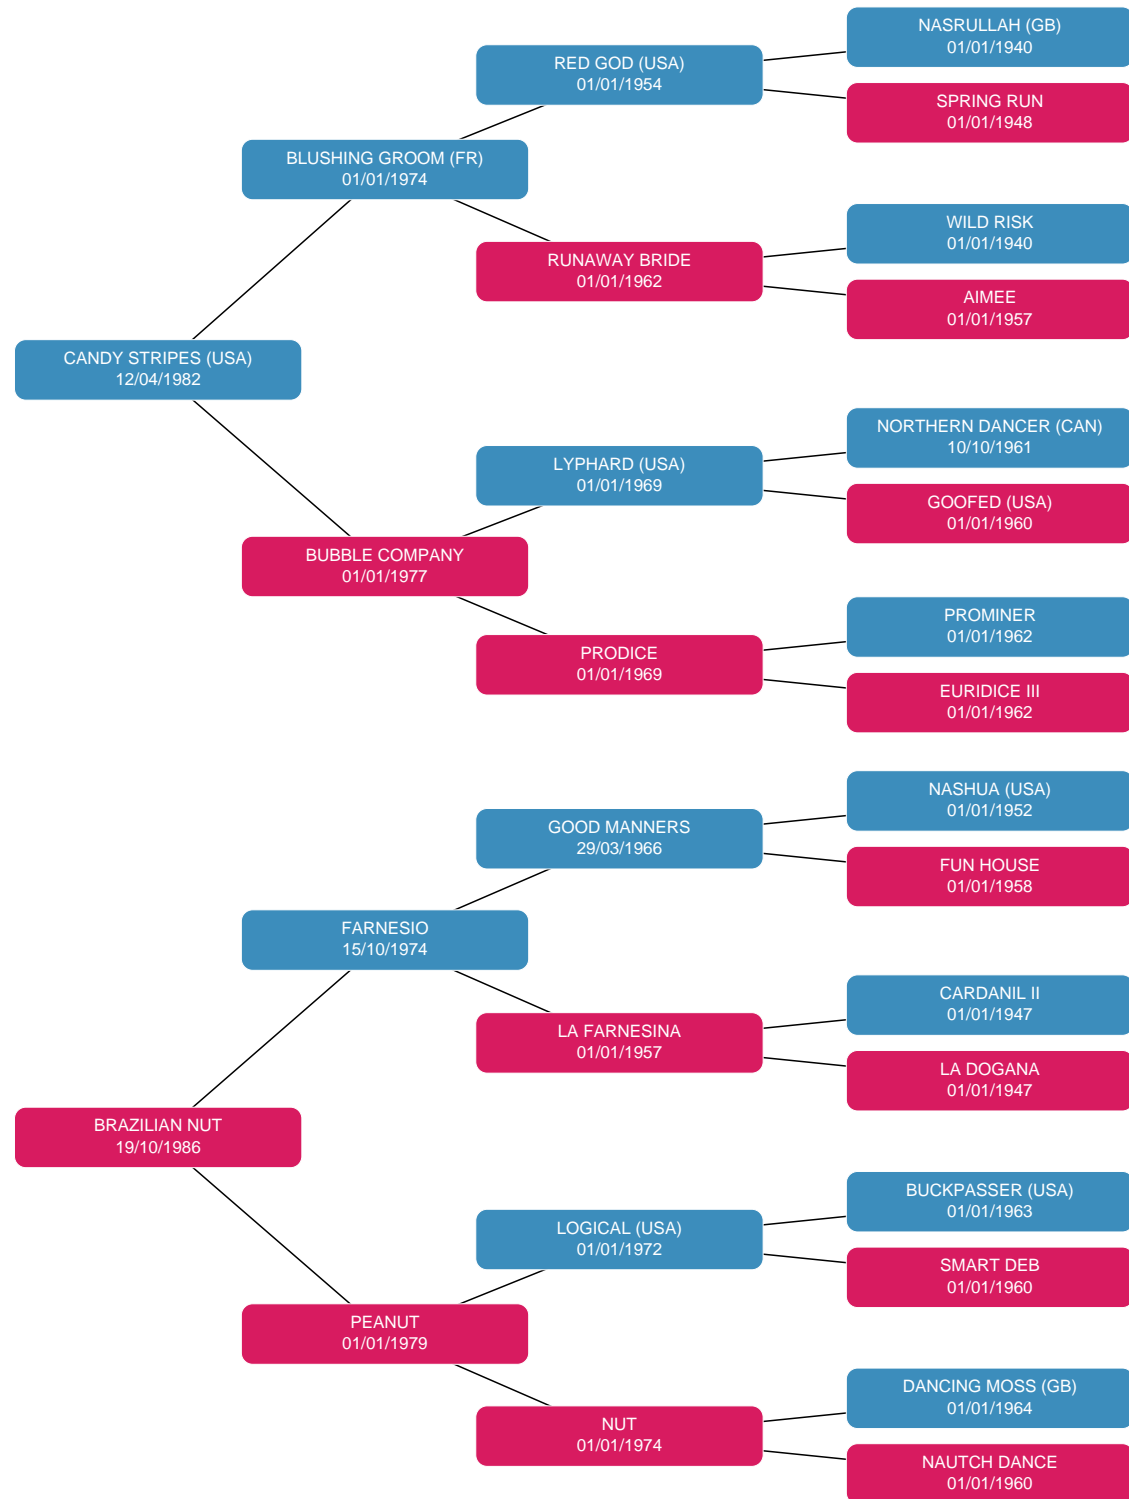 NASRULLAH (GB)
01/01/1940
RED GOD (USA)
01/01/1954
SPRING RUN
01/01/1948
BLUSHING GROOM (FR)
01/01/1974
WILD RISK
01/01/1940
RUNAWAY BRIDE
01/01/1962
AIMEE
01/01/1957
CANDY STRIPES (USA)
12/04/1982
NORTHERN DANCER (CAN)
10/10/1961
LYPHARD (USA)
01/01/1969
GOOFED (USA)
01/01/1960
BUBBLE COMPANY
01/01/1977
PROMINER
01/01/1962
PRODICE
01/01/1969
EURIDICE III
01/01/1962
NASHUA (USA)
01/01/1952
GOOD MANNERS
29/03/1966
FUN HOUSE
01/01/1958
FARNESIO
15/10/1974
CARDANIL II
01/01/1947
LA FARNESINA
01/01/1957
LA DOGANA
01/01/1947
BRAZILIAN NUT
19/10/1986
BUCKPASSER (USA)
01/01/1963
LOGICAL (USA)
01/01/1972
SMART DEB
01/01/1960
PEANUT
01/01/1979
DANCING MOSS (GB)
01/01/1964
NUT
01/01/1974
NAUTCH DANCE
01/01/1960